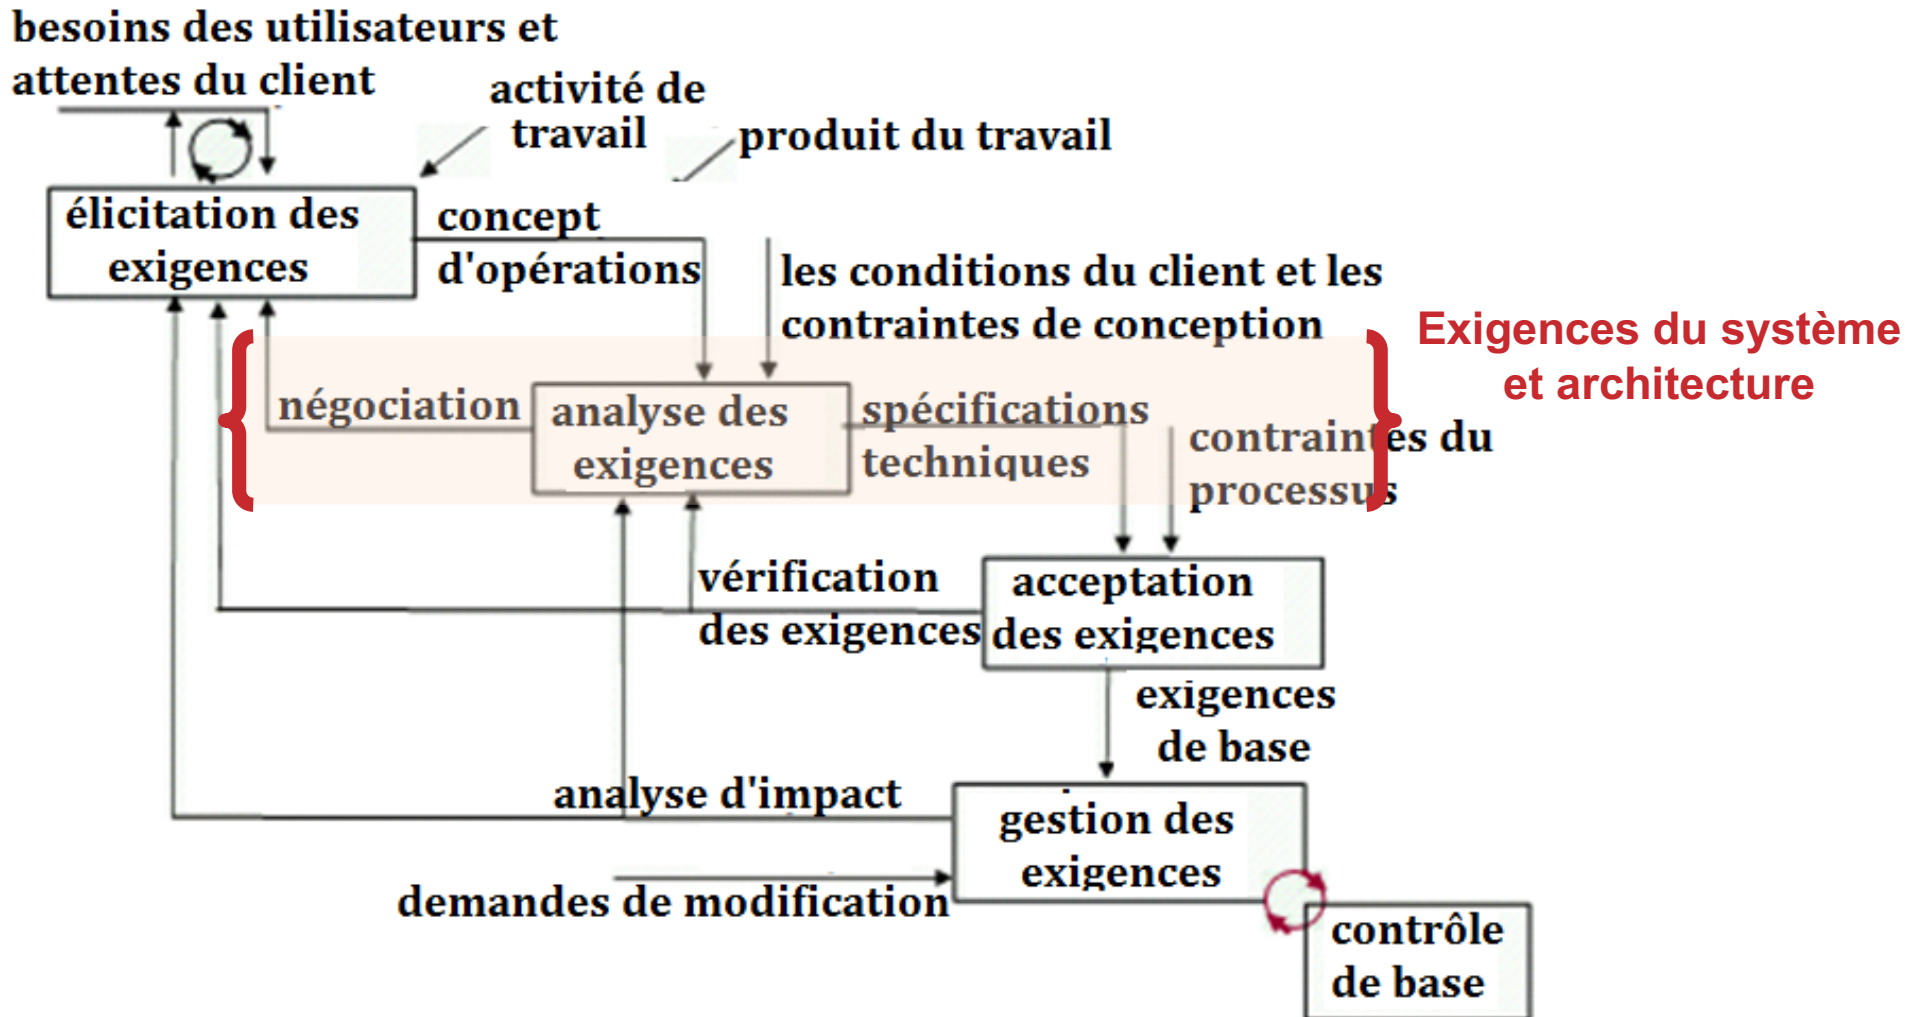 besoins des utilisateurs et
attentes du client
activité de
travail
produit du travail
élicitation des
exigences
concept
d'opérations
les conditions du client et les
contraintes de conception
Exigences du système
et architecture
négociation
analyse des
exigences
spécifications
techniques
contraintes du
processus
vérification
des exigences
acceptation
des exigences
exigences
de base
analyse d'impact
gestion des
exigences
demandes de modification
contrôle
de base